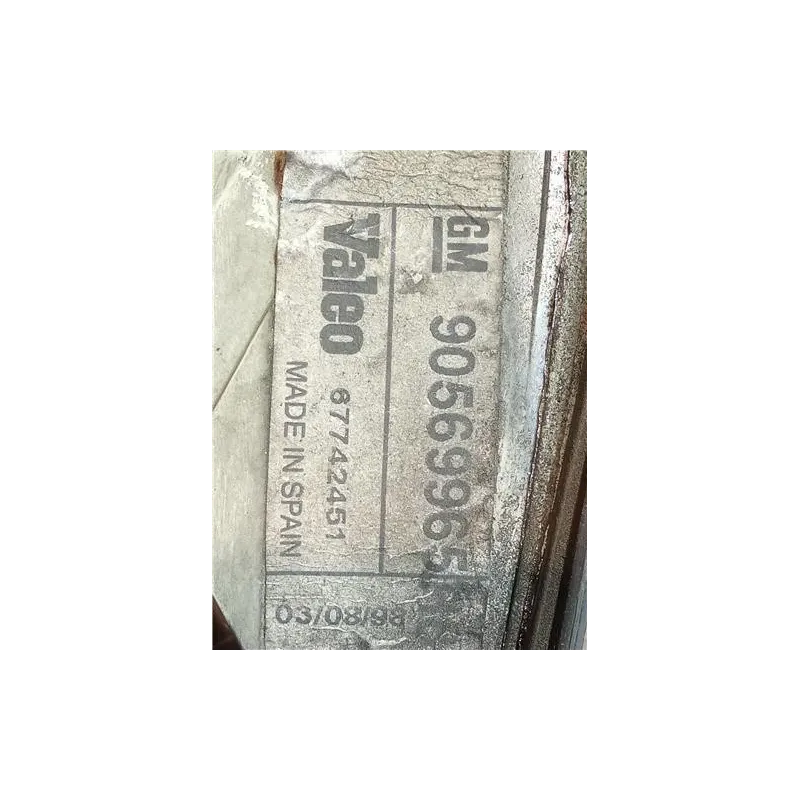 GM 90569965
Valeo 67742451
MADE IN SPAIN
03/08/98